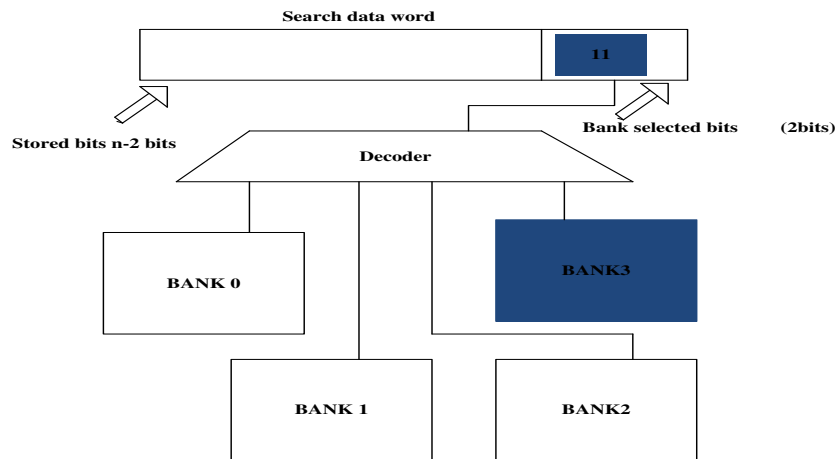 Search data word
11
Bank selected bits (2bits)
Stored bits n-2 bits
Decoder
BANK 0
BANK3
BANK 1
BANK2